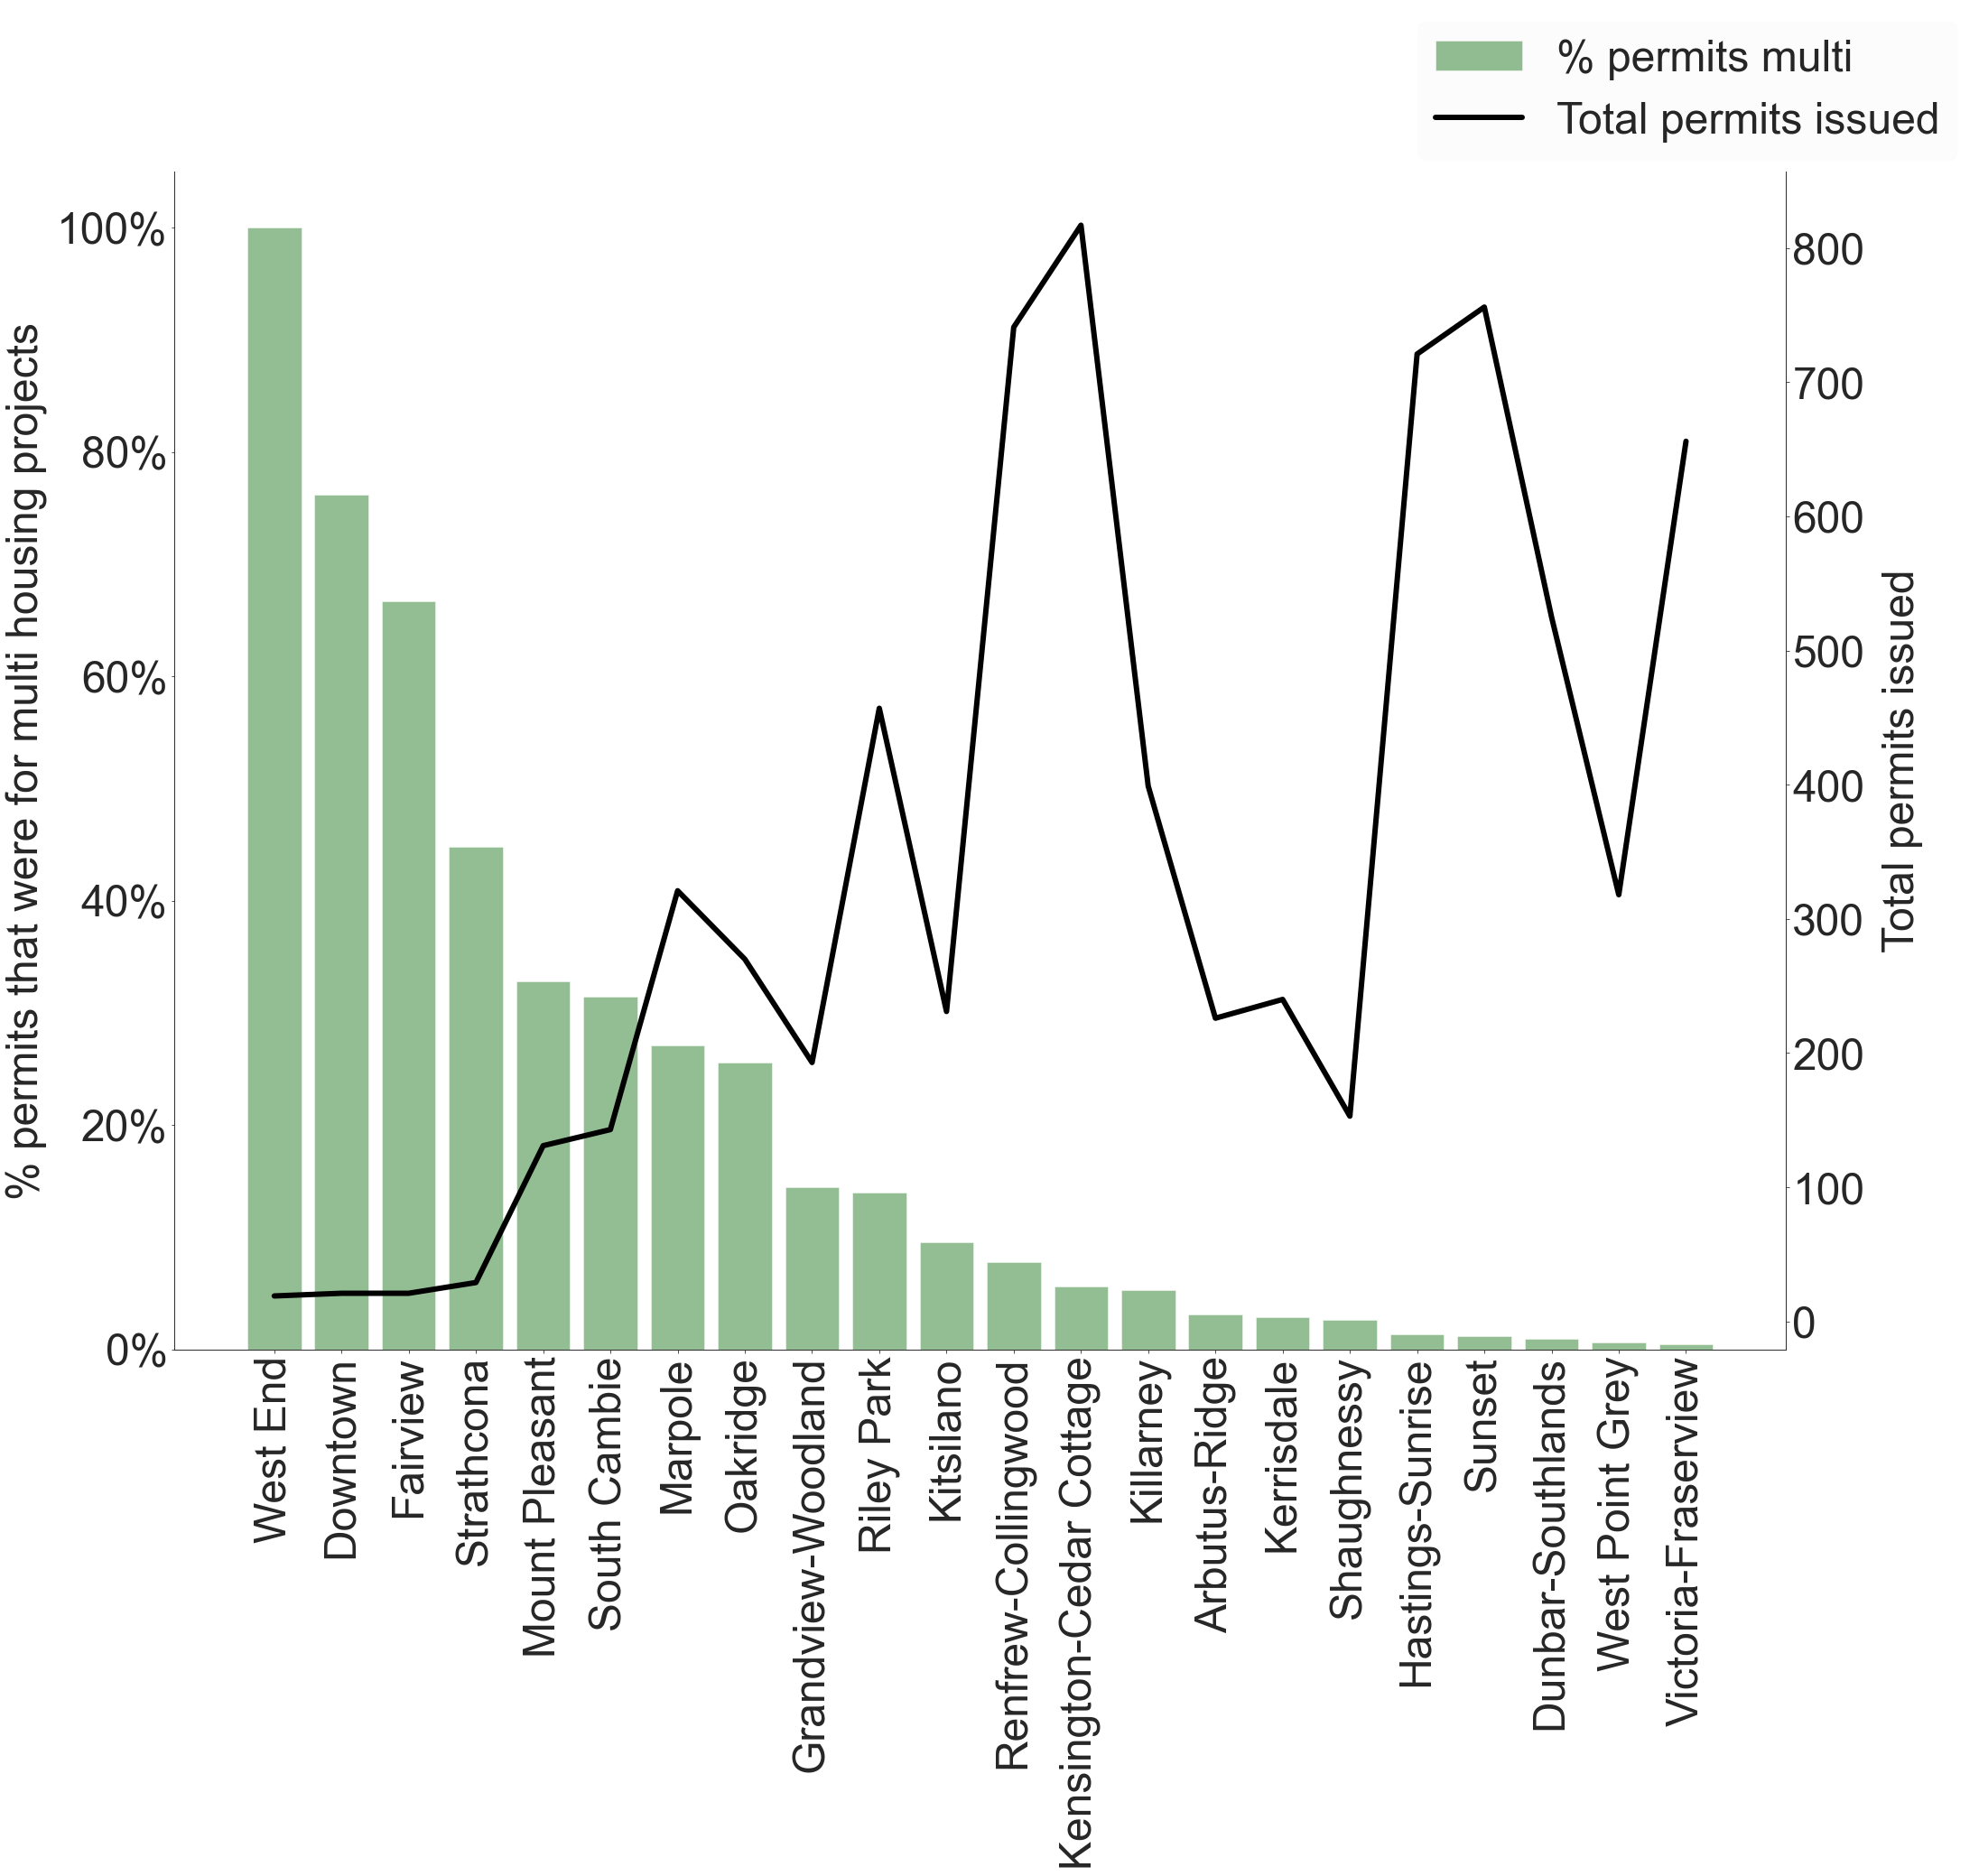 % permits multi
Total permits issued
% permits that were for multi housing projects
100%
80%
60%
40%
20%
0%
800
700
600
500
400
300
200
100
0
Total permits issued
West End
Downtown
Fairview
Strathcona
Mount Pleasant
South Cambie
Marpole
Oakridge
Grandview-Woodland
Riley Park
Kitsilano
Renfrew-Collingwood
Kensington-Cedar Cottage
Killarney
Arbutus-Ridge
Kerrisdale
Shaughnessy
Hastings-Sunrise
Sunset
Dunbar-Southlands
West Point Grey
Victoria-Fraserview